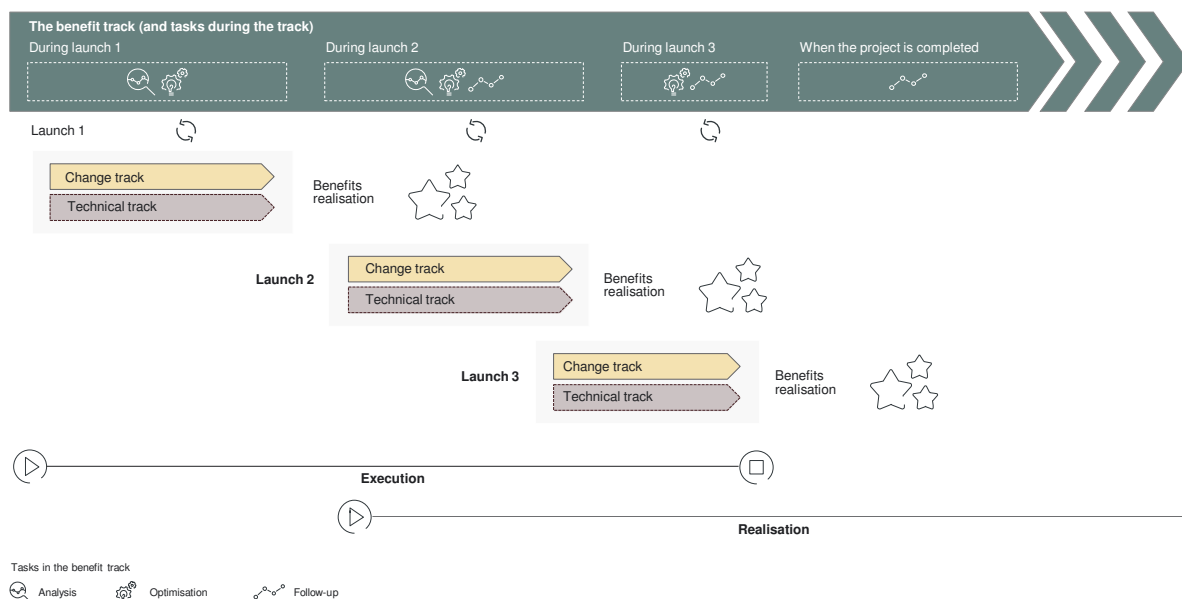 The benefit track (and tasks during the track)
During launch 1
During launch 2
During launch 3
When the project is completed
Launch 1
Change track
Technical track
Benefits
realisation
Launch 2
Change track
Technical track
Benefits
realisation
Launch 3
Change track
Technical track
Benefits
realisation
Execution
Realisation
Tasks in the benefit track
Analysis
Optimisation
Follow-up